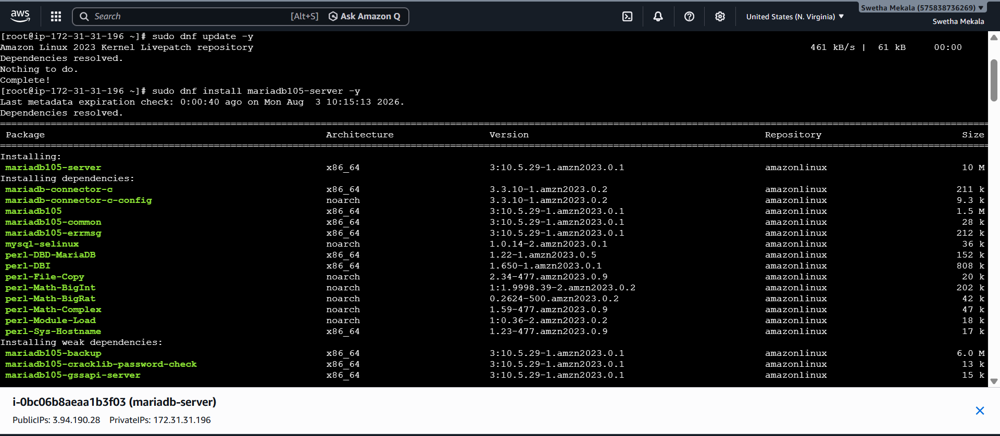 aws
Search [Alt+S] Ask Amazon Q
United States (N. Virginia) ▼
Swetha Mekala (575838736269) ▼
Swetha Mekala
[root@ip-172-31-31-196 ~]# sudo dnf update -y
Amazon Linux 2023 Kernel Livepatch repository 461 kB/s | 61 kB 00:00
Dependencies resolved.
Nothing to do.
Complete!
[root@ip-172-31-31-196 ~]# sudo dnf install mariadb105-server -y
Last metadata expiration check: 0:00:40 ago on Mon Aug  3 10:15:13 2026.
Dependencies resolved.
Package Architecture Version Repository Size
Installing:
mariadb105-server x86_64 3:10.5.29-1.amzn2023.0.1 amazonlinux 10 M
Installing dependencies:
mariadb-connector-c x86_64 3.3.10-1.amzn2023.0.2 amazonlinux 211 k
mariadb-connector-c-config noarch 3.3.10-1.amzn2023.0.2 amazonlinux 9.3 k
mariadb105 x86_64 3:10.5.29-1.amzn2023.0.1 amazonlinux 1.5 M
mariadb105-common x86_64 3:10.5.29-1.amzn2023.0.1 amazonlinux 28 k
mariadb105-errmsg x86_64 3:10.5.29-1.amzn2023.0.1 amazonlinux 212 k
mysql-selinux noarch 1.0.14-2.amzn2023.0.1 amazonlinux 36 k
perl-DBD-MariaDB x86_64 1.22-1.amzn2023.0.5 amazonlinux 152 k
perl-DBI x86_64 1.650-1.amzn2023.0.1 amazonlinux 808 k
perl-File-Copy noarch 2.34-477.amzn2023.0.9 amazonlinux 20 k
perl-Math-BigInt noarch 1:1.9998.39-2.amzn2023.0.2 amazonlinux 202 k
perl-Math-BigRat noarch 0.2624-500.amzn2023.0.2 amazonlinux 42 k
perl-Math-Complex noarch 1.59-477.amzn2023.0.9 amazonlinux 47 k
perl-Module-Load noarch 1:0.36-2.amzn2023.0.2 amazonlinux 18 k
perl-Sys-Hostname x86_64 1.23-477.amzn2023.0.9 amazonlinux 17 k
Installing weak dependencies:
mariadb105-backup x86_64 3:10.5.29-1.amzn2023.0.1 amazonlinux 6.0 M
mariadb105-cracklib-password-check x86_64 3:10.5.29-1.amzn2023.0.1 amazonlinux 13 k
mariadb105-gssapi-server x86_64 3:10.5.29-1.amzn2023.0.1 amazonlinux 15 k
i-0bc06b8aeaa1b3f03 (mariadb-server)
PublicIPs: 3.94.190.28 PrivateIPs: 172.31.31.196